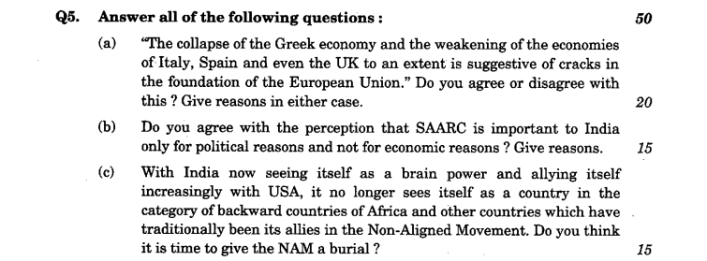 Q5. Answer all of the following questions : 50
(a) "The collapse of the Greek economy and the weakening of the economies
of Italy, Spain and even the UK to an extent is suggestive of cracks in
the foundation of the European Union." Do you agree or disagree with
this ? Give reasons in either case. 20
(b) Do you agree with the perception that SAARC is important to India
only for political reasons and not for economic reasons ? Give reasons. 15
(c) With India now seeing itself as a brain power and allying itself
increasingly with USA, it no longer sees itself as a country in the
category of backward countries of Africa and other countries which have
traditionally been its allies in the Non-Aligned Movement. Do you think
it is time to give the NAM a burial ? 15